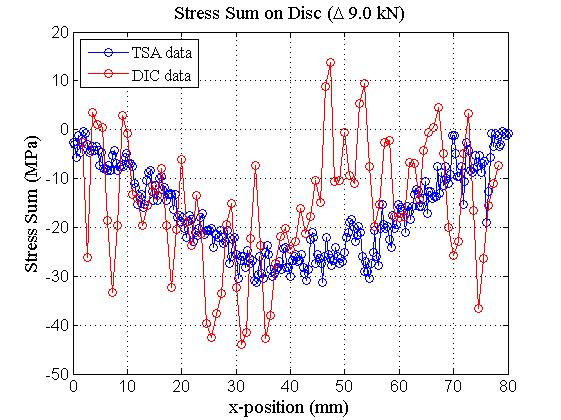 Stress Sum on Disc (Δ 9.0 kN)
TSA data
DIC data
Stress Sum (MPa)
20
10
0
-10
-20
-30
-40
-50
0 10 20 30 40 50 60 70 80
x-position (mm)